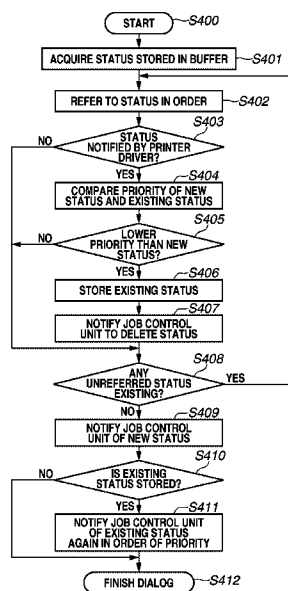 START
S400
ACQUIRE STATUS STORED IN BUFFER
S401
REFER TO STATUS IN ORDER
S402
S403
STATUS
NOTIFIED BY PRINTER
DRIVER?
NO
YES
S404
COMPARE PRIORITY OF NEW
STATUS AND EXISTING STATUS
S405
LOWER
PRIORITY THAN NEW
STATUS?
NO
YES
S406
STORE EXISTING STATUS
S407
NOTIFY JOB CONTROL
UNIT TO DELETE STATUS
S408
ANY
UNREFERRED STATUS
EXISTING?
YES
NO
S409
NOTIFY JOB CONTROL
UNIT OF NEW STATUS
S410
IS EXISTING
STATUS STORED?
NO
YES
S411
NOTIFY JOB CONTROL UNIT
OF EXISTING STATUS
AGAIN IN ORDER OF PRIORITY
FINISH DIALOG
S412